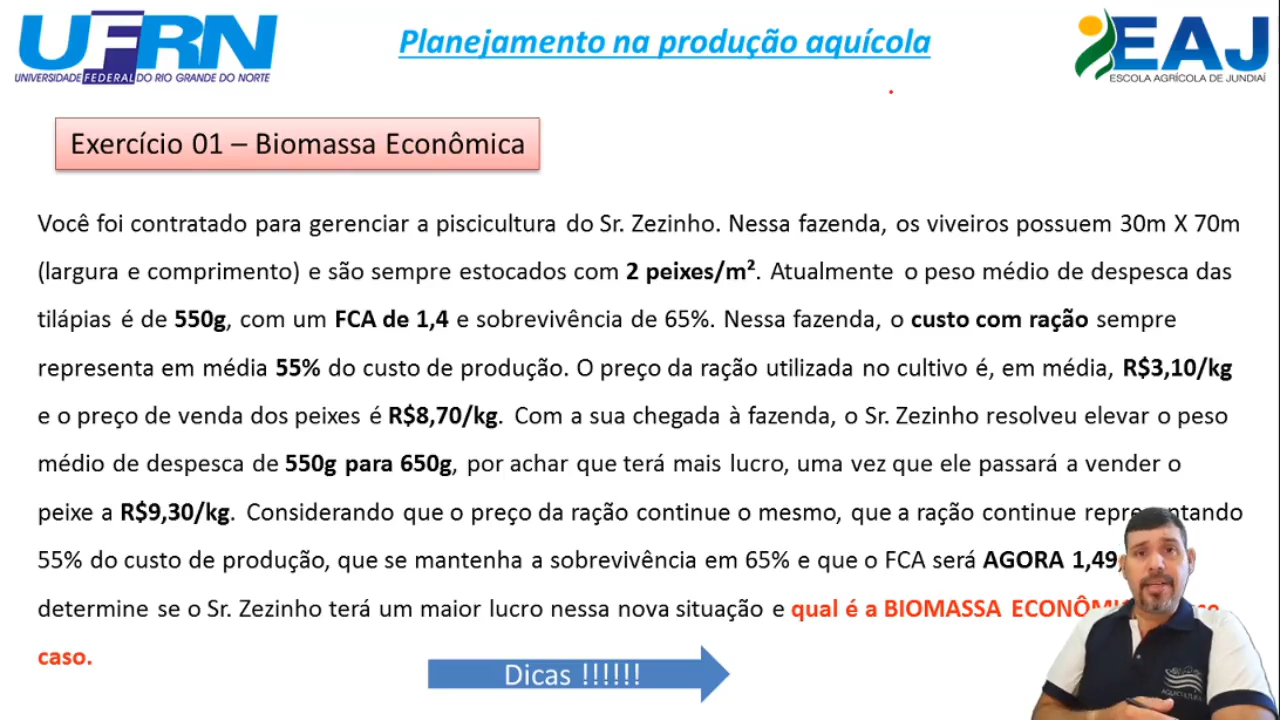 UFRN
UNIVERSIDADE FEDERAL DO RIO GRANDE DO NORTE
Planejamento na produção aquícola
EAJ
ESCOLA AGRÍCOLA DE JUNDIAÍ
Exercício 01 – Biomassa Econômica
Você foi contratado para gerenciar a piscicultura do Sr. Zezinho. Nessa fazenda, os viveiros possuem 30m X 70m
(largura e comprimento) e são sempre estocados com 2 peixes/m². Atualmente o peso médio de despesca das
tilápias é de 550g, com um FCA de 1,4 e sobrevivência de 65%. Nessa fazenda, o custo com ração sempre
representa em média 55% do custo de produção. O preço da ração utilizada no cultivo é, em média, R$3,10/kg
e o preço de venda dos peixes é R$8,70/kg. Com a sua chegada à fazenda, o Sr. Zezinho resolveu elevar o peso
médio de despesca de 550g para 650g, por achar que terá mais lucro, uma vez que ele passará a vender o
peixe a R$9,30/kg. Considerando que o preço da ração continue o mesmo, que a ração continue representando
55% do custo de produção, que se mantenha a sobrevivência em 65% e que o FCA será AGORA 1,49,
determine se o Sr. Zezinho terá um maior lucro nessa nova situação e qual é a BIOMASSA
caso.
Dicas !!!!!!
AQUICULTURA